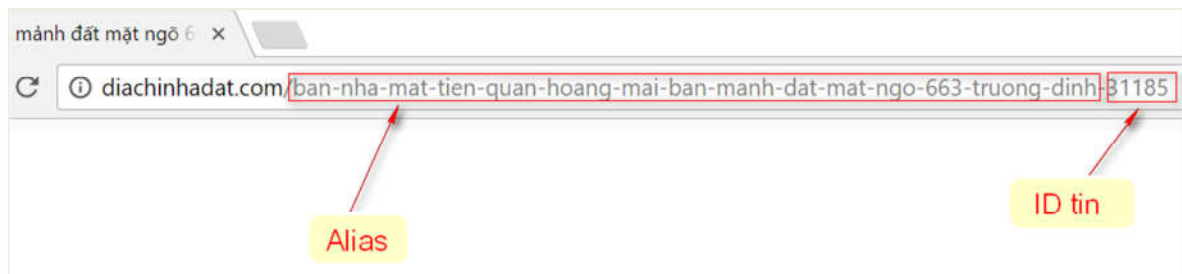 mảnh đất mặt ngõ 6
diachinhadat.com/ban-nha-mat-tien-quan-hoang-mai-ban-manh-dat-mat-ngo-663-truong-dinh-31185
ID tin
Alias